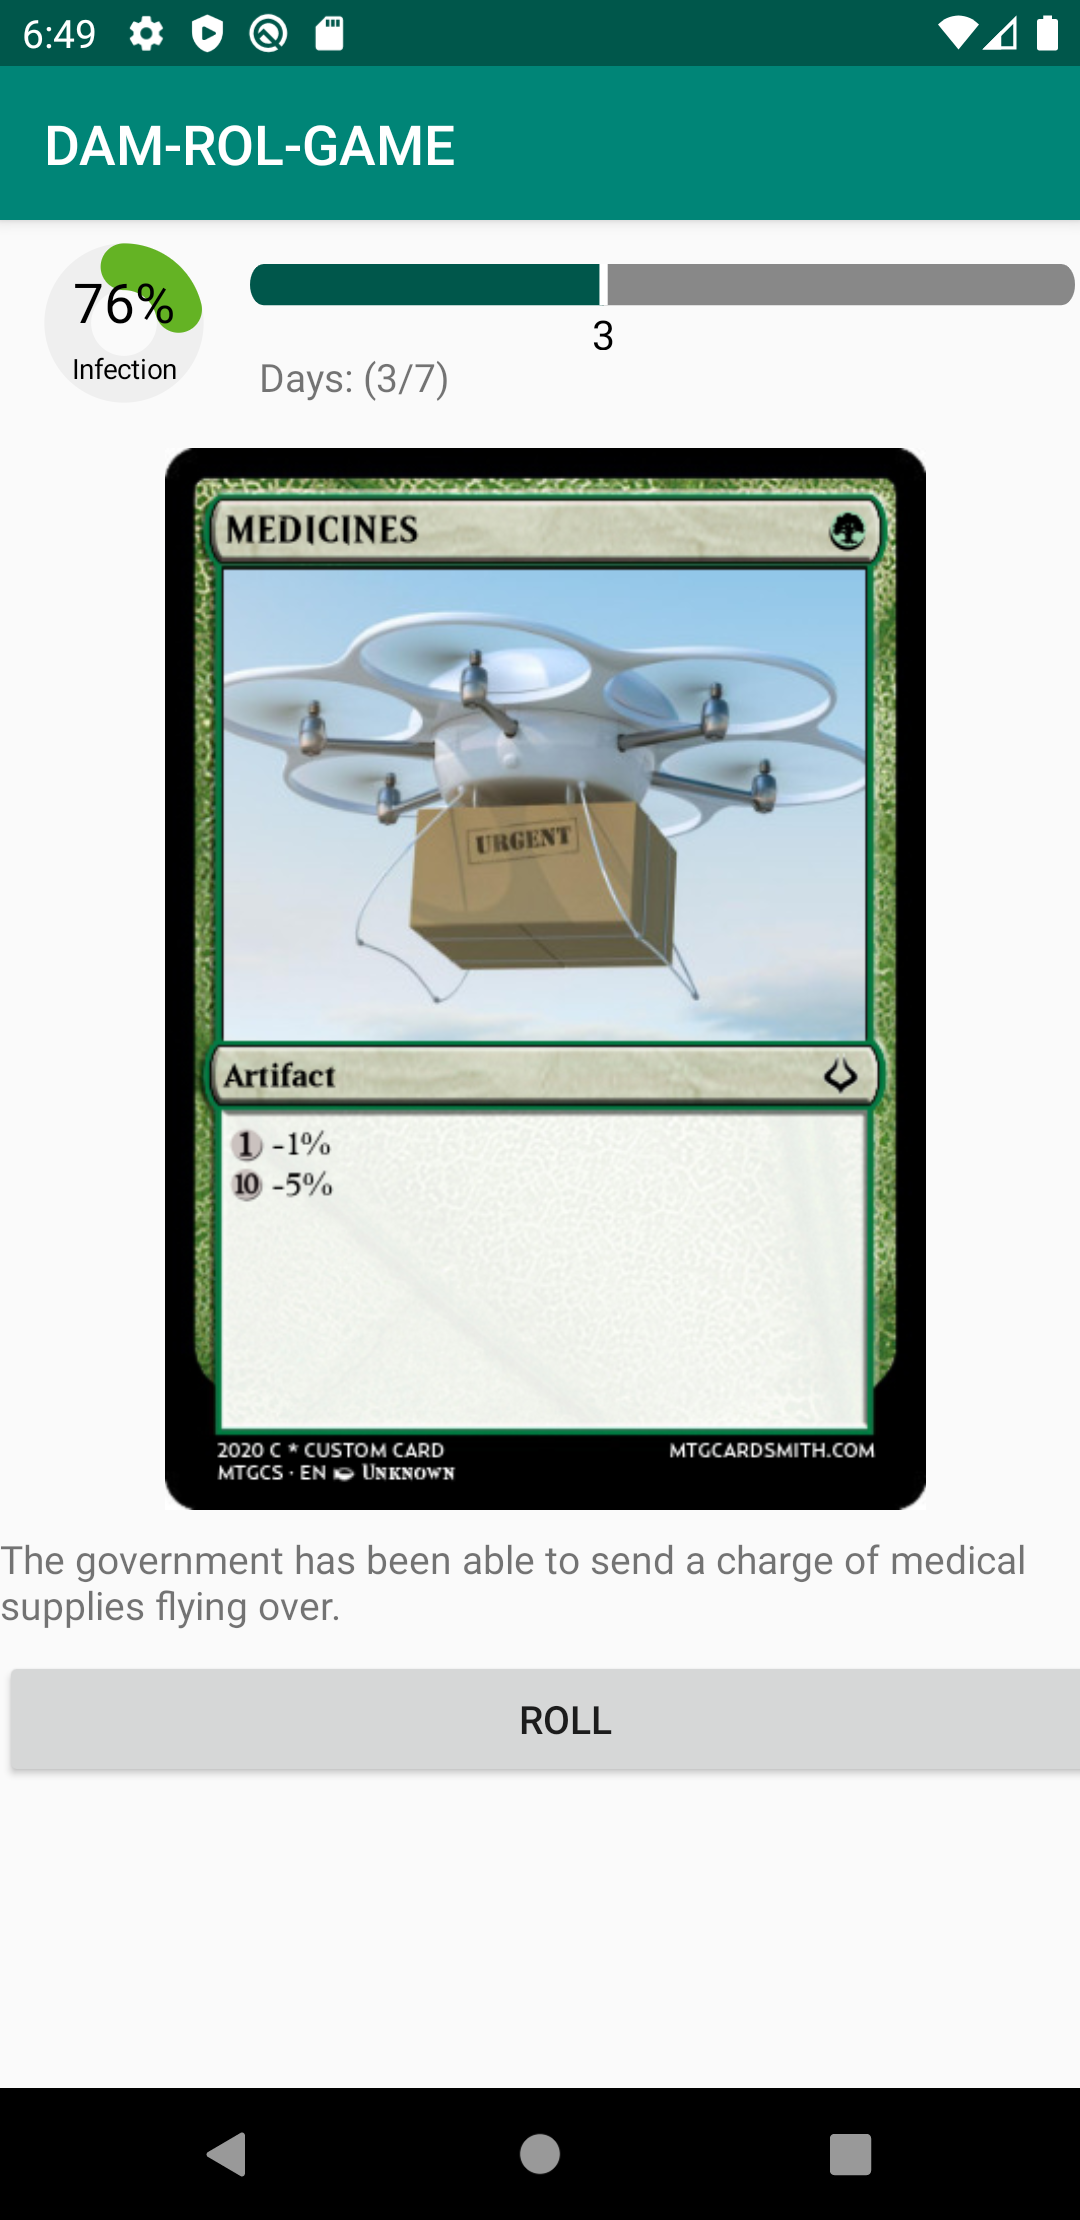 6:49
DAM-ROL-GAME
76%
Infection
3
Days: (3/7)
MEDICINES
URGENT
Artifact
1 -1%
10 -5%
2020 C * CUSTOM CARD
MTGCARDSMITH.COM
MTGCS · EN UNKNOWN
The government has been able to send a charge of medical
supplies flying over.
ROLL